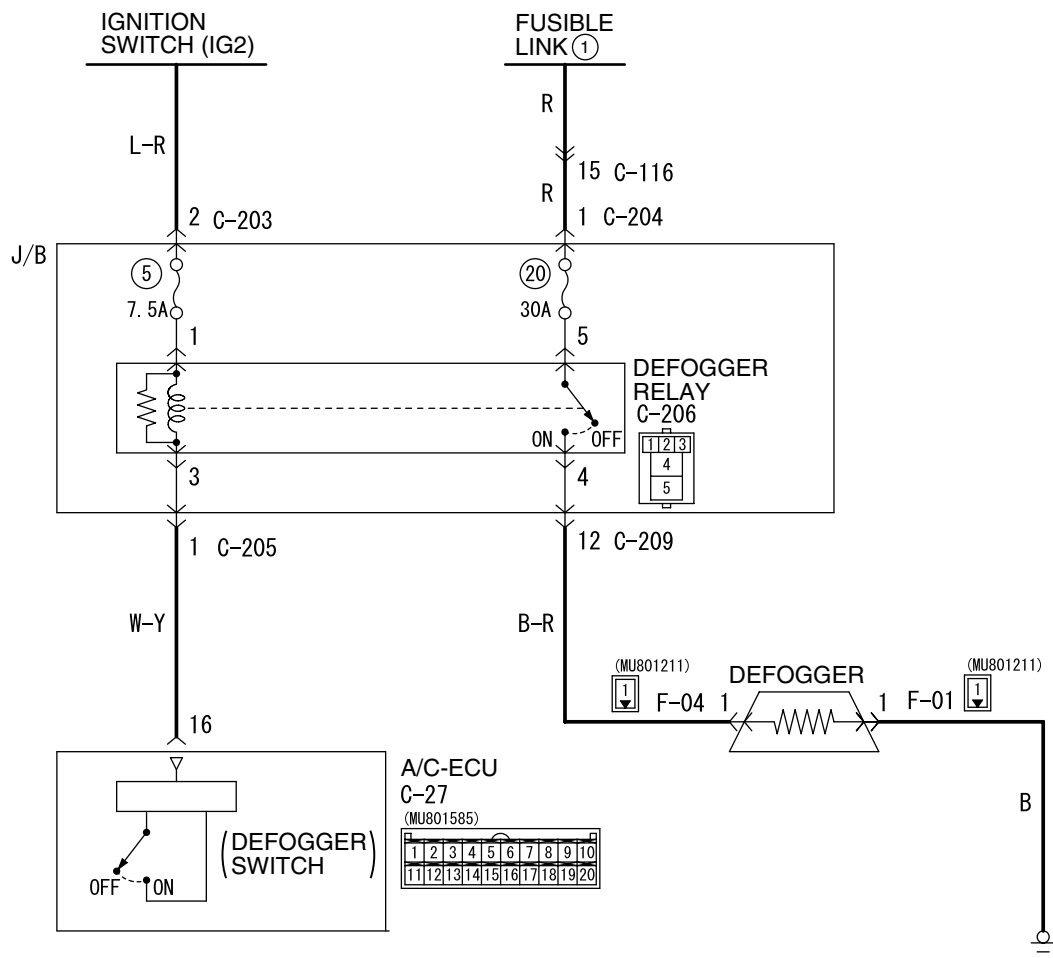 IGNITION
SWITCH (IG2)
FUSIBLE
LINK ①
R
L-R
15 C-116
R
2 C-203
1 C-204
J/B
5
20
7.5A
30A
1
5
DEFOGGER
RELAY
C-206
ON
OFF
1 2 3
4
5
3
4
1 C-205
12 C-209
W-Y
B-R
(MU801211)
1
F-04 1
DEFOGGER
1 F-01
(MU801211)
1
16
B
A/C-ECU
C-27
(MU801585)
1 2 3 4 5 6 7 8 9 10
11 12 13 14 15 16 17 18 19 20
(DEFOGGER
SWITCH)
OFF
ON